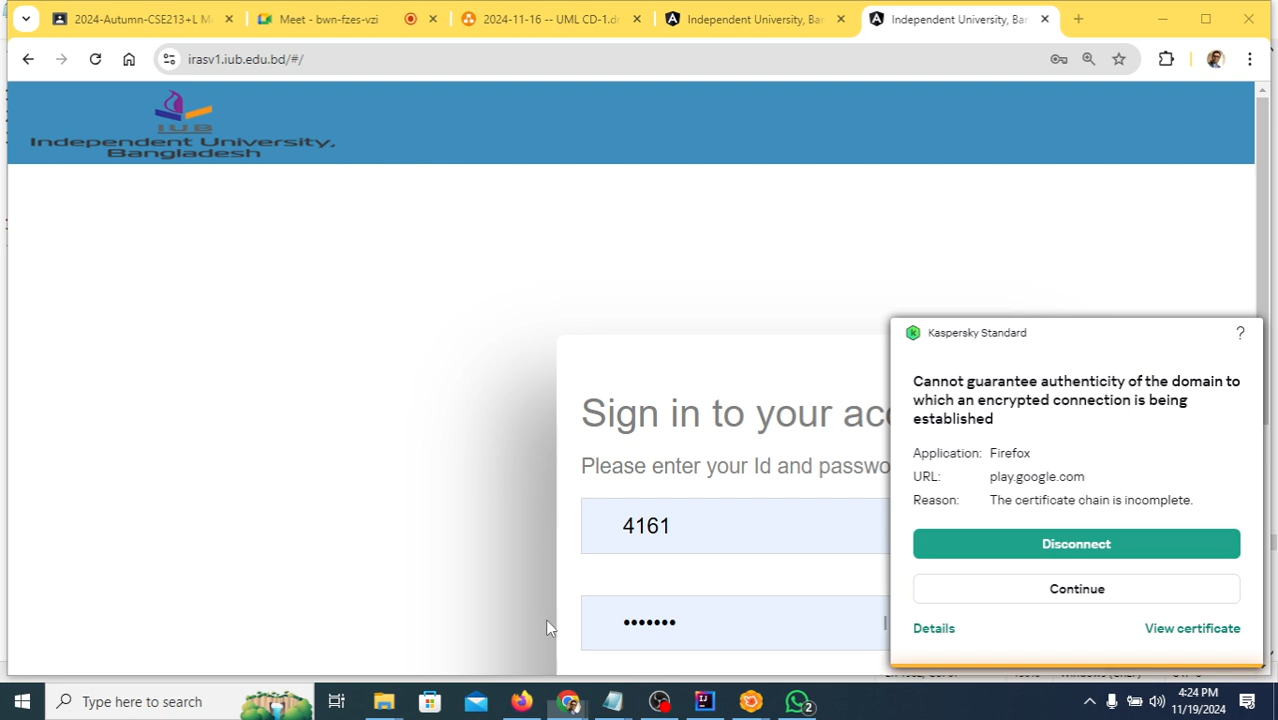 2024-Autumn-CSE213+L M
Meet - bwn-fzes-vzi
2024-11-16 -- UML CD-1.dr
Independent University, Ba
Independent University, Bar
irasv1.iub.edu.bd/#/
IUB
Independent University,
Bangladesh
Kaspersky Standard
?
Cannot guarantee authenticity of the domain to
which an encrypted connection is being
established
Sign in to your acc
Application: Firefox
Please enter your Id and passwo
URL: play.google.com
Reason: The certificate chain is incomplete.
4161
Disconnect
Continue
•••••••
Details
View certificate
Type here to search
2
4:24 PM
11/19/2024